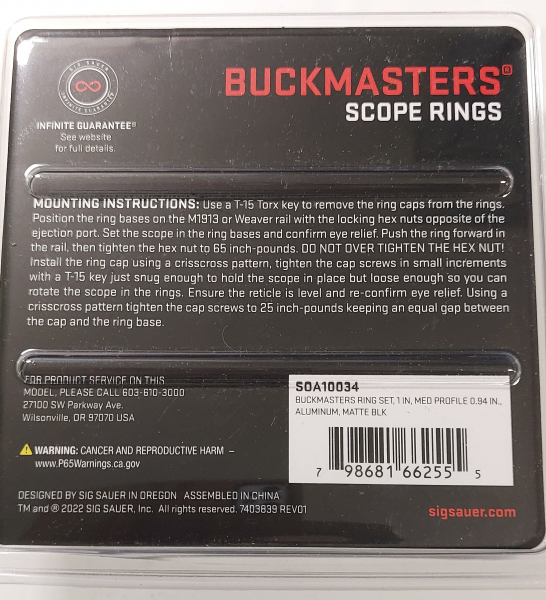 SIG SAUER
INFINITE GUARANTEE
INFINITE GUARANTEE®
See website
for full details.
BUCKMASTERS®
SCOPE RINGS
MOUNTING INSTRUCTIONS: Use a T-15 Torx key to remove the ring caps from the rings.
Position the ring bases on the M1913 or Weaver rail with the locking hex nuts opposite of the
ejection port. Set the scope in the ring bases and confirm eye relief. Push the ring forward in
the rail, then tighten the hex nut to 65 inch-pounds. DO NOT OVER TIGHTEN THE HEX NUT!
Install the ring cap using a crisscross pattern, tighten the cap screws in small increments
with a T-15 key just snug enough to hold the scope in place but loose enough so you can
rotate the scope in the rings. Ensure the reticle is level and re-confirm eye relief. Using a
crisscross pattern tighten the cap screws to 25 inch-pounds keeping an equal gap between
the cap and the ring base.
FOR PRODUCT SERVICE ON THIS
MODEL, PLEASE CALL 603-610-3000
27100 SW Parkway Ave.
Wilsonville, OR 97070 USA
WARNING: CANCER AND REPRODUCTIVE HARM –
www.P65Warnings.ca.gov
SOA10034
BUCKMASTERS RING SET, 1 IN, MED PROFILE 0.94 IN.,
ALUMINUM, MATTE BLK
7 98681 66255 5
DESIGNED BY SIG SAUER IN OREGON ASSEMBLED IN CHINA
TM and ® 2022 SIG SAUER, Inc. All rights reserved. 7403839 REV01
sigsauer.com